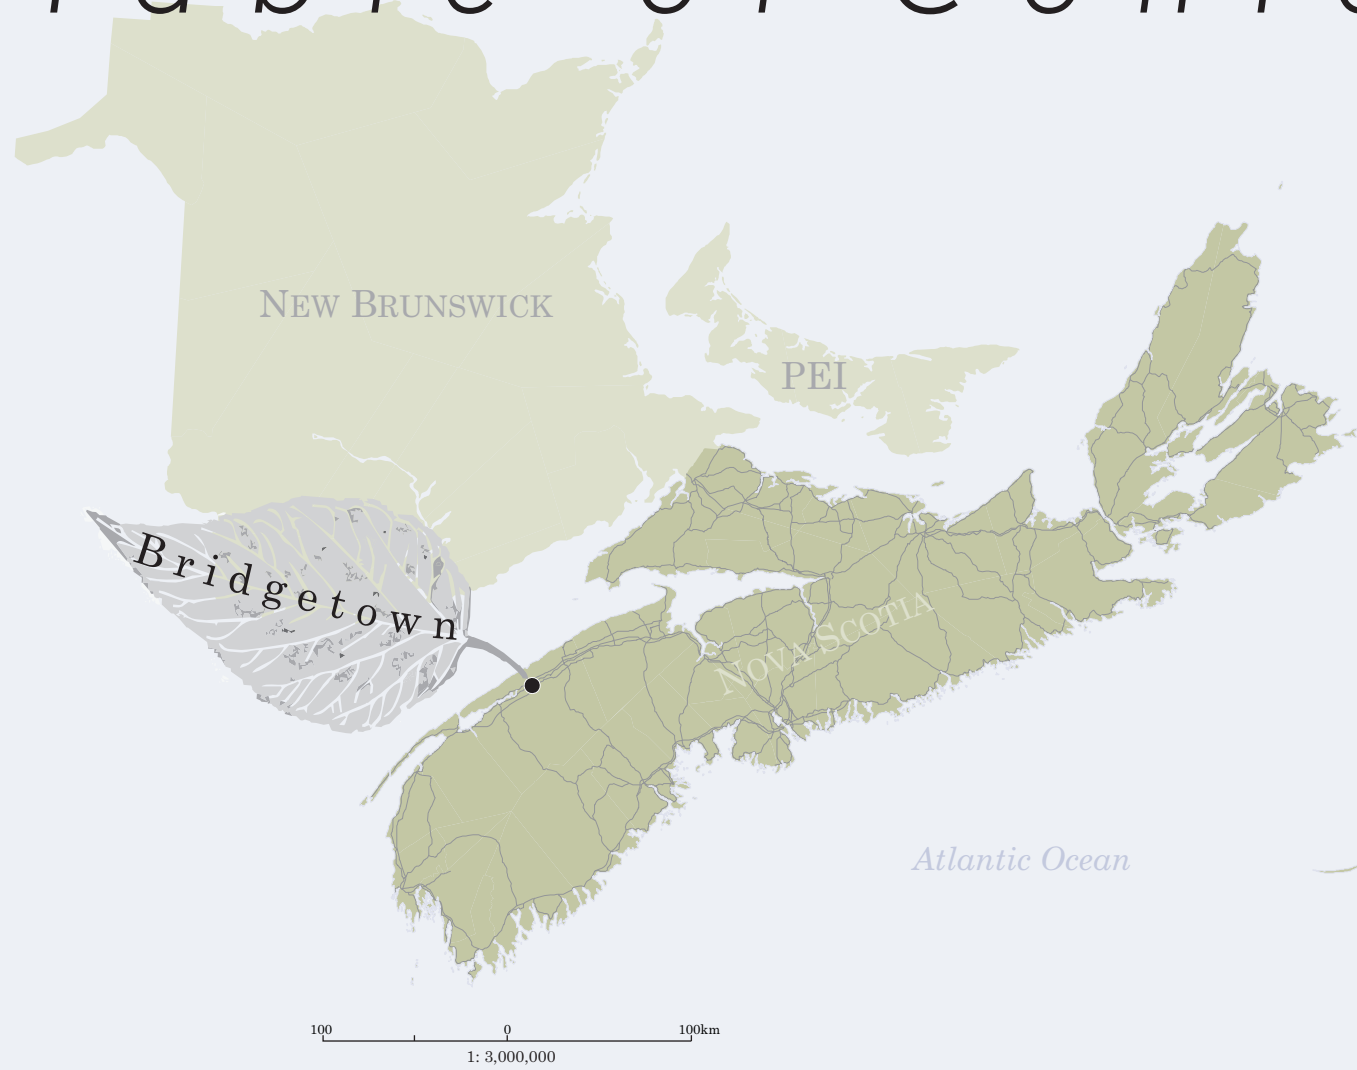 New Brunswick
PEI
Bridgetown
Nova Scotia
Atlantic Ocean
100 0 100km
1: 3,000,000